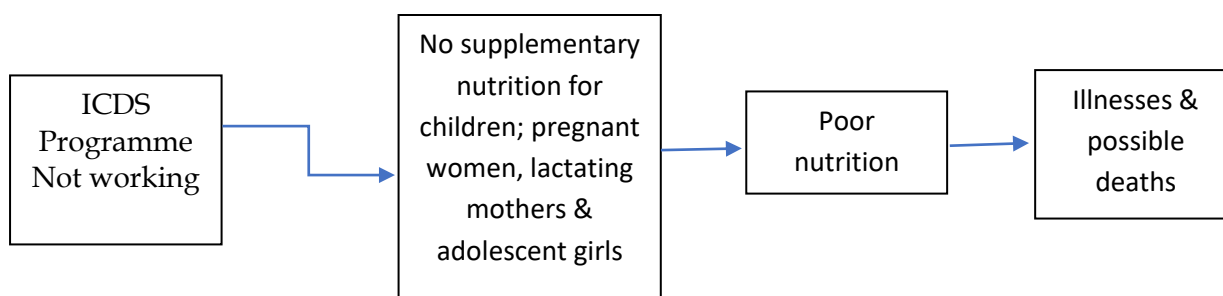 ICDS
Programme
Not working
No supplementary
nutrition for
children; pregnant
women, lactating
mothers &
adolescent girls
Poor
nutrition
Illnesses &
possible
deaths